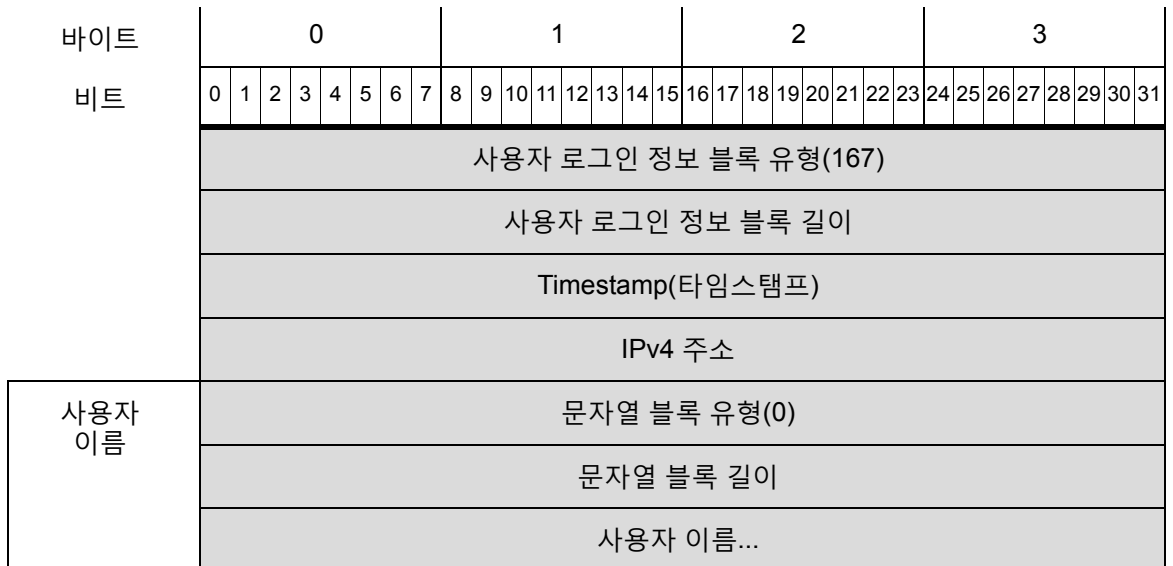 바이트 0 1 2 3
비트 0 1 2 3 4 5 6 7 8 9 10 11 12 13 14 15 16 17 18 19 20 21 22 23 24 25 26 27 28 29 30 31
사용자 로그인 정보 블록 유형(167)
사용자 로그인 정보 블록 길이
Timestamp(타임스탬프)
IPv4 주소
사용자
이름
문자열 블록 유형(0)
문자열 블록 길이
사용자 이름...